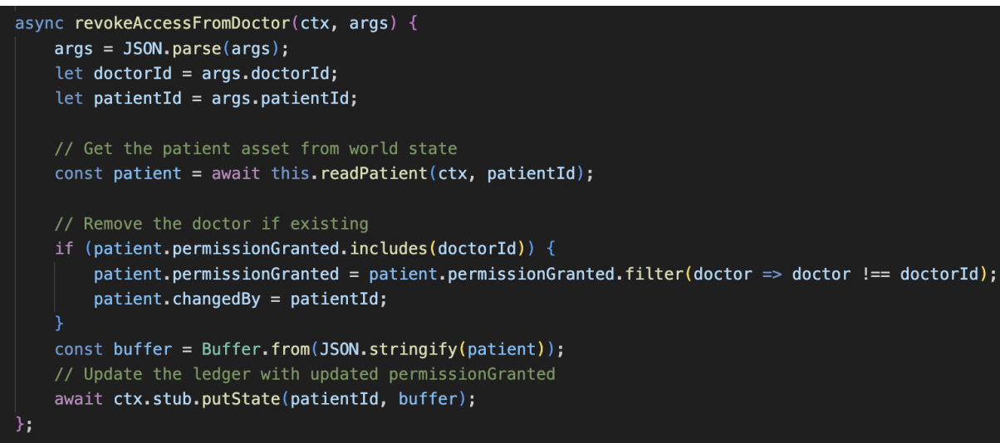 async revokeAccessFromDoctor(ctx, args) {
    args = JSON.parse(args);
    let doctorId = args.doctorId;
    let patientId = args.patientId;

    // Get the patient asset from world state
    const patient = await this.readPatient(ctx, patientId);

    // Remove the doctor if existing
    if (patient.permissionGranted.includes(doctorId)) {
        patient.permissionGranted = patient.permissionGranted.filter(doctor => doctor !== doctorId);
        patient.changedBy = patientId;
    }
    const buffer = Buffer.from(JSON.stringify(patient));
    // Update the ledger with updated permissionGranted
    await ctx.stub.putState(patientId, buffer);
};